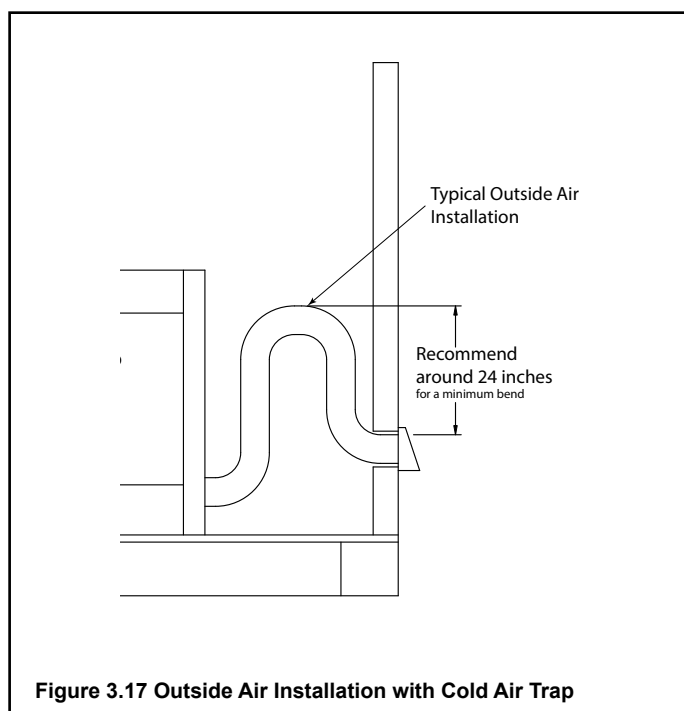 Typical Outside Air
Installation
Recommend
around 24 inches
for a minimum bend
Figure 3.17 Outside Air Installation with Cold Air Trap